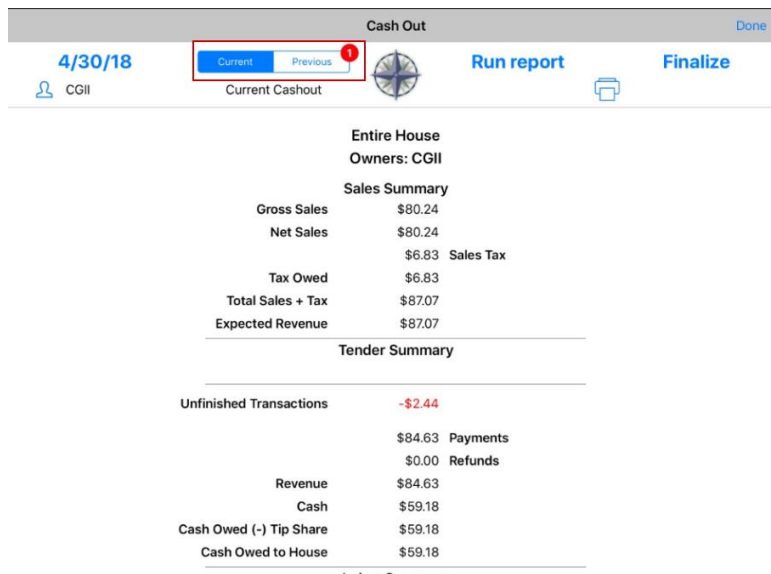 Cash Out Done
4/30/18 Current Previous 1 Run report Finalize
CGII Current Cashout
Entire House
Owners: CGII
Sales Summary
Gross Sales $80.24
Net Sales $80.24
$6.83 Sales Tax
Tax Owed $6.83
Total Sales + Tax $87.07
Expected Revenue $87.07
Tender Summary
Unfinished Transactions -$2.44
$84.63 Payments
$0.00 Refunds
Revenue $84.63
Cash $59.18
Cash Owed (-) Tip Share $59.18
Cash Owed to House $59.18